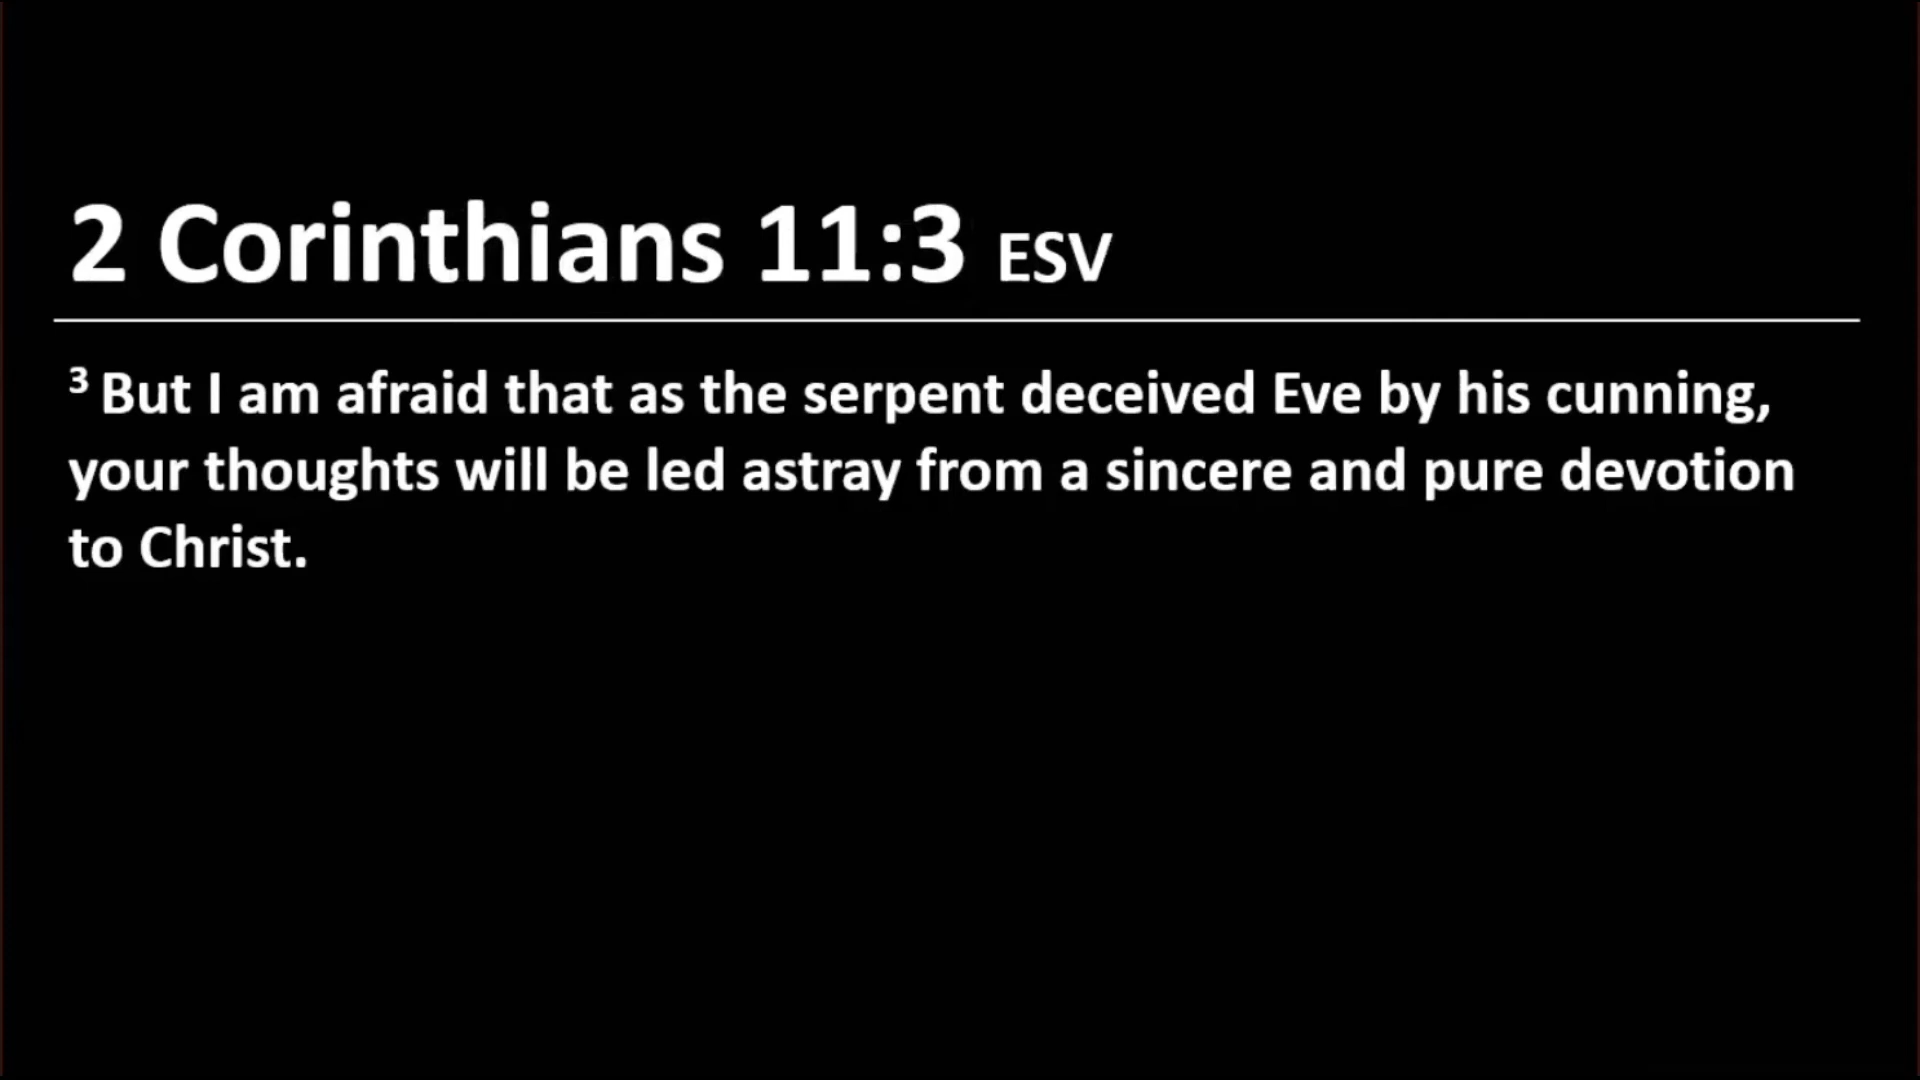 2 Corinthians 11:3 ESV
3 But I am afraid that as the serpent deceived Eve by his cunning,
your thoughts will be led astray from a sincere and pure devotion
to Christ.